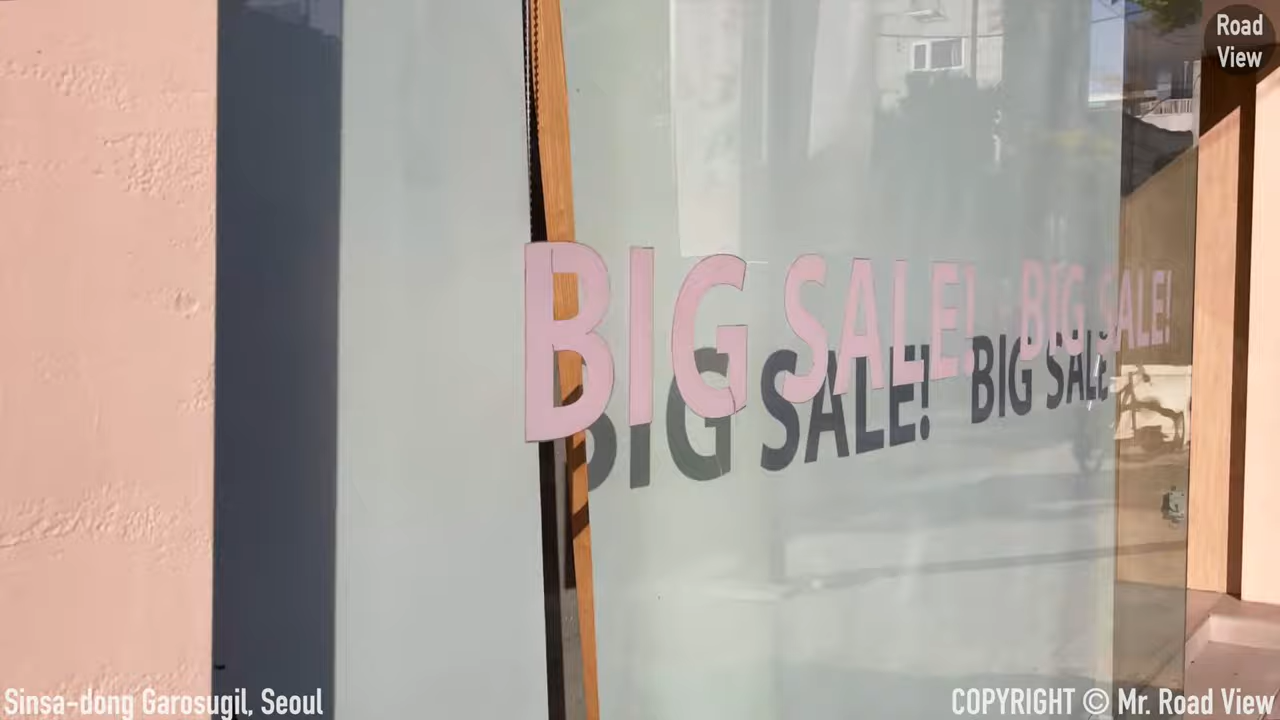 Road
View
BIG SALE! BIG SALE!
BIG SALE! BIG SALE
Sinsa-dong Garosugil, Seoul
COPYRIGHT © Mr. Road View